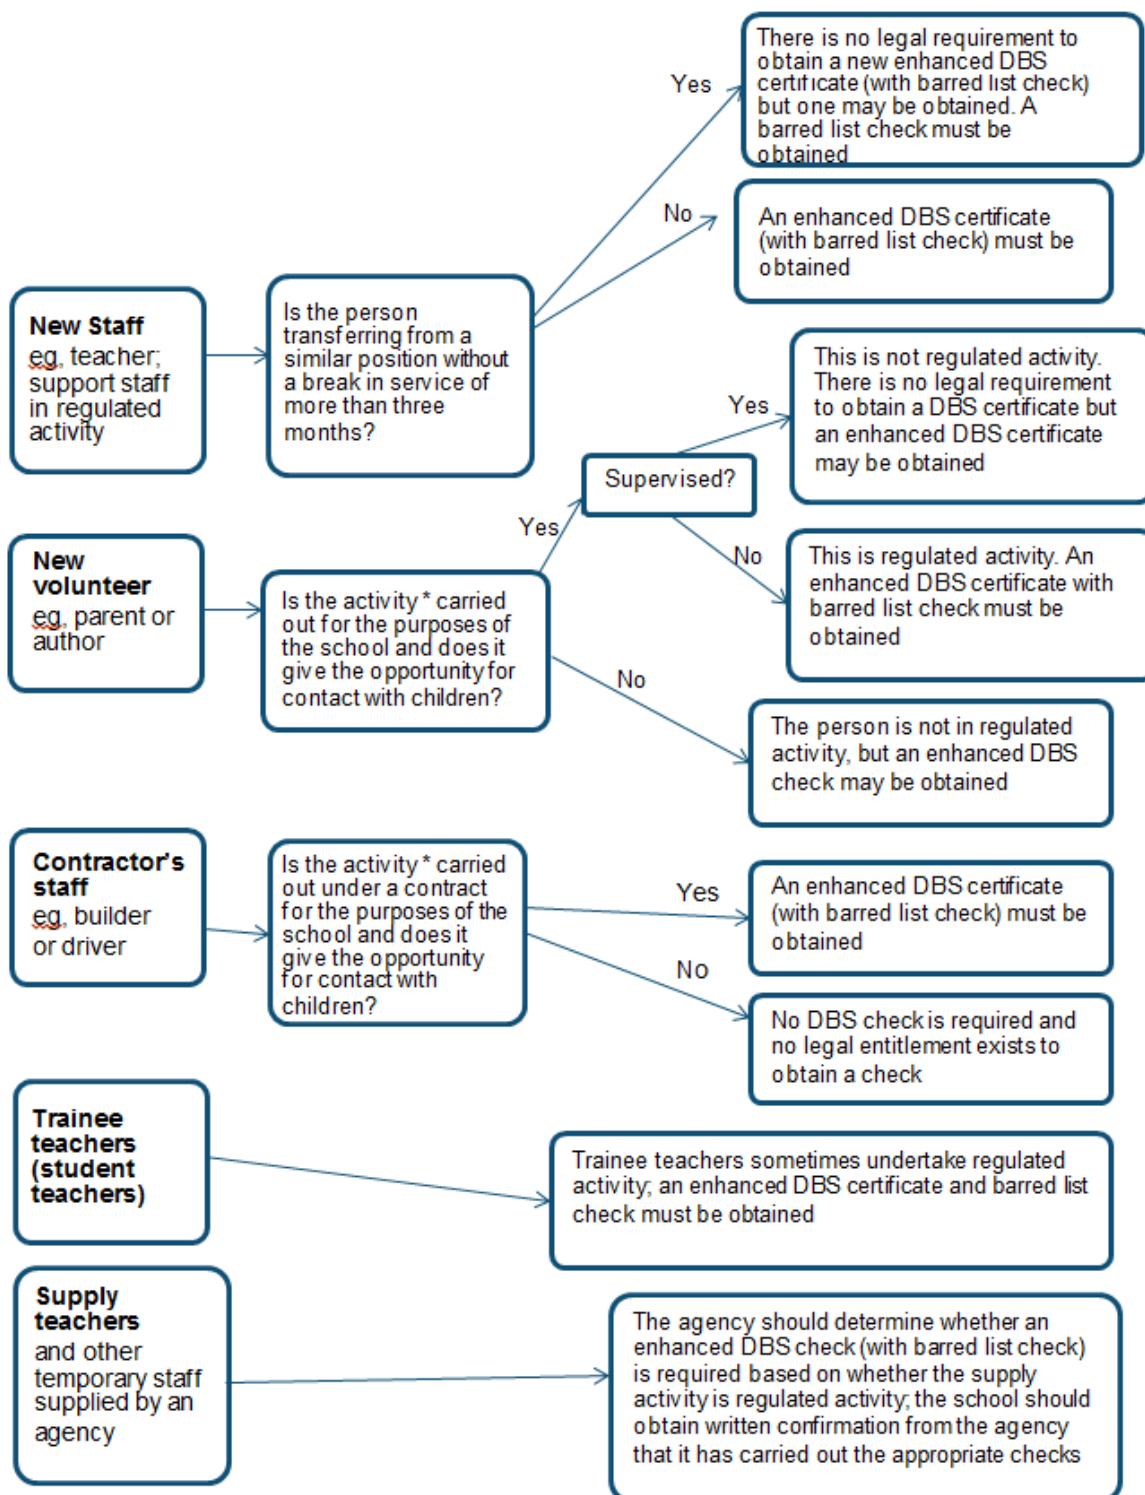 There is no legal requirement to
obtain a new enhanced DBS
certificate (with barred list check)
but one may be obtained. A
barred list check must be
obtained
Yes
No
An enhanced DBS certificate
(with barred list check) must be
obtained
New Staff
eg, teacher;
support staff
in regulated
activity
Is the person
transferring from a
similar position without
a break in service of
more than three
months?
This is not regulated activity.
There is no legal requirement
to obtain a DBS certificate but
an enhanced DBS certificate
may be obtained
Yes
Supervised?
Yes
No
This is regulated activity. An
enhanced DBS certificate with
barred list check must be
obtained
New
volunteer
eg, parent or
author
Is the activity * carried
out for the purposes of
the school and does it
give the opportunity for
contact with children?
No
The person is not in regulated
activity, but an enhanced DBS
check may be obtained
Contractor's
staff
eg, builder
or driver
Is the activity * carried
out under a contract
for the purposes of the
school and does it
give the opportunity
for contact with
children?
Yes
An enhanced DBS certificate
(with barred list check) must be
obtained
No
No DBS check is required and
no legal entitlement exists to
obtain a check
Trainee
teachers
(student
teachers)
Trainee teachers sometimes undertake regulated
activity; an enhanced DBS certificate and barred list
check must be obtained
Supply
teachers
and other
temporary staff
supplied by an
agency
The agency should determine whether an
enhanced DBS check (with barred list check)
is required based on whether the supply
activity is regulated activity; the school should
obtain written confirmation from the agency
that it has carried out the appropriate checks